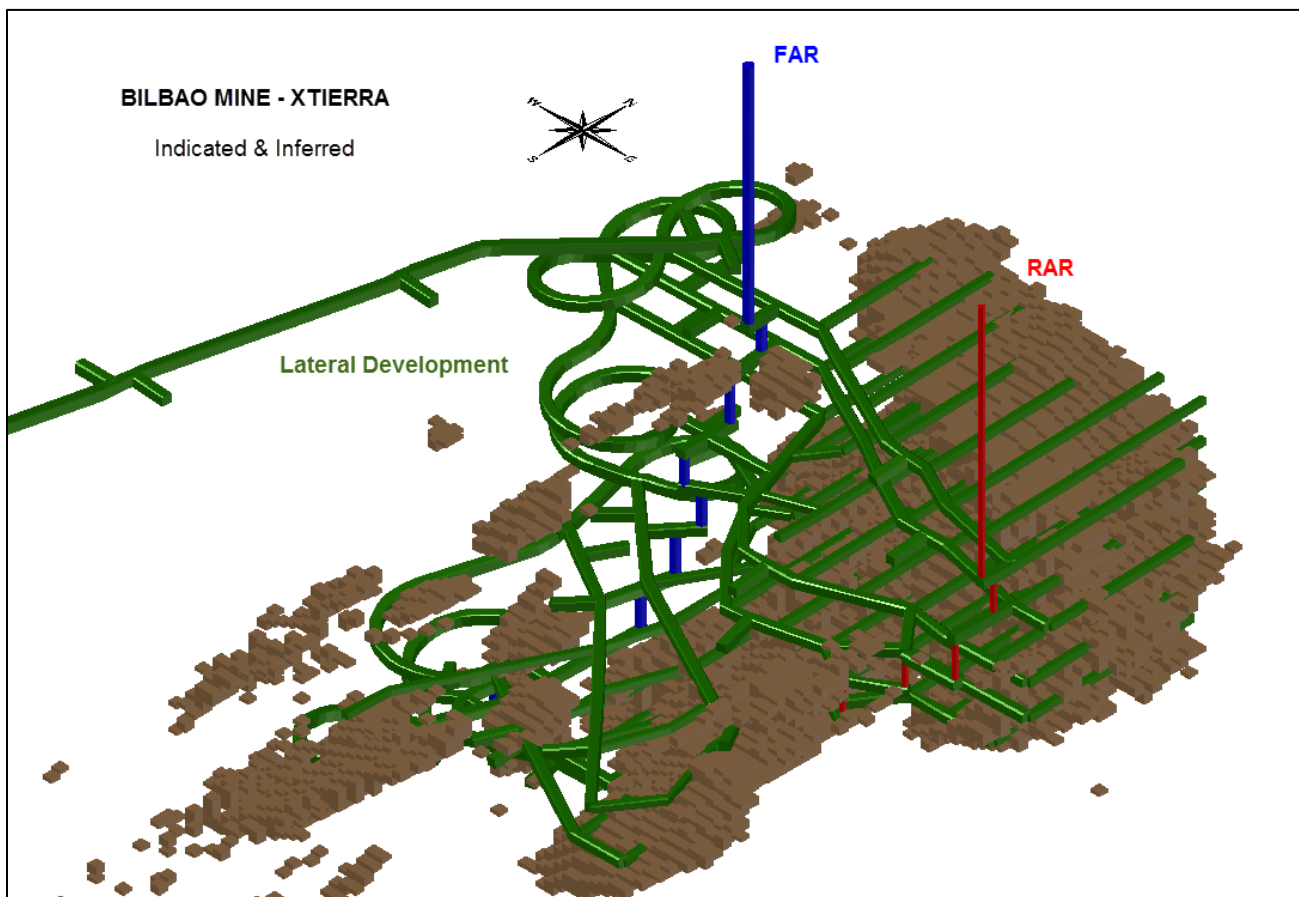 FAR
BILBAO MINE - XTIERRA
W
N
Indicated & Inferred
S
RAR
Lateral Development